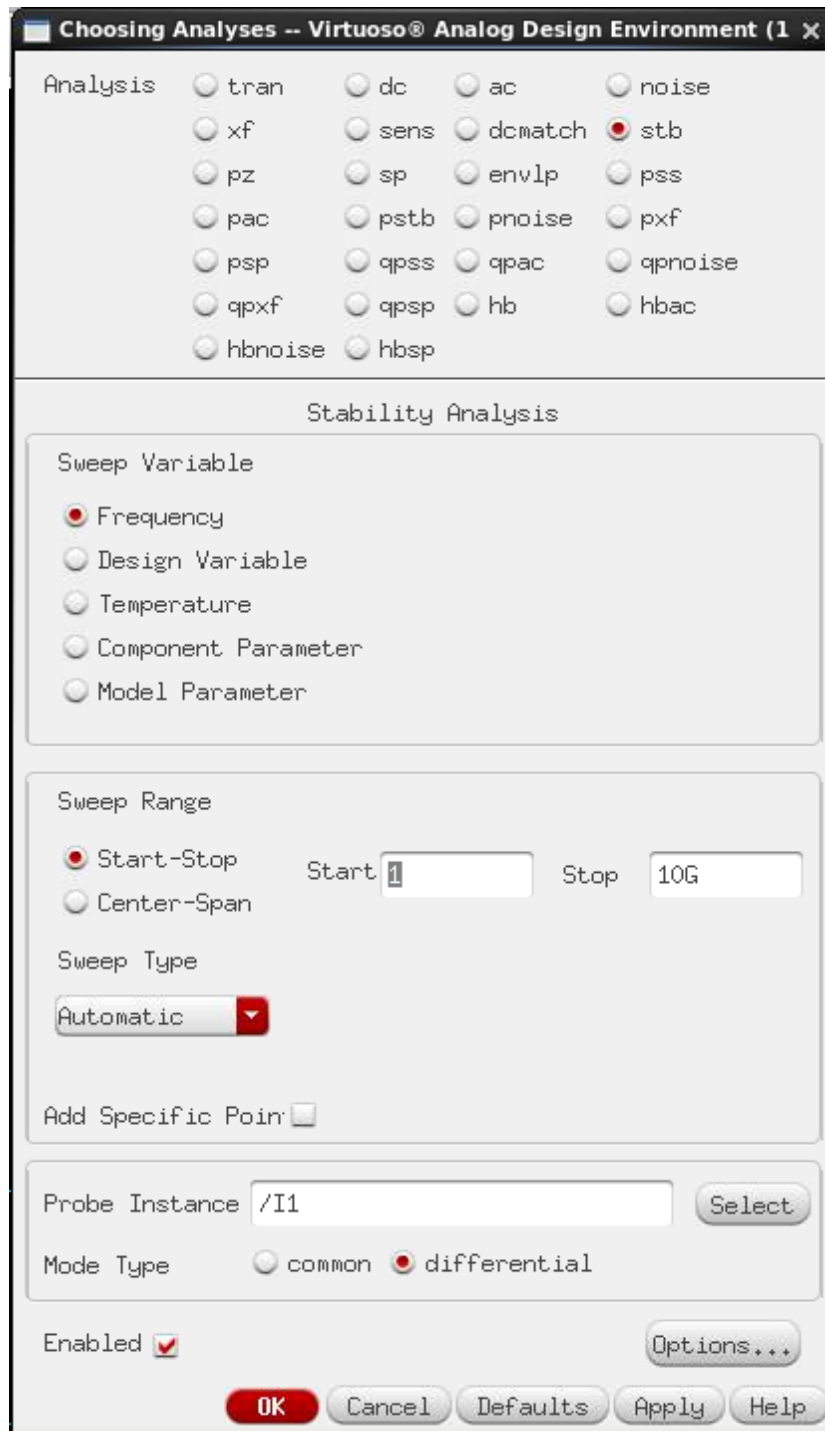 Choosing Analyses -- Virtuoso® Analog Design Environment (1
Analysis tran dc ac noise
xf sens dcmatch stb
pz sp envlp pss
pac pstb pnoise pxf
psp qpss qpac qpnoise
qpxf qpsp hb hbac
hbnoise hbsp
Stability Analysis
Sweep Variable
Frequency
Design Variable
Temperature
Component Parameter
Model Parameter
Sweep Range
Start-Stop Start 1 Stop 10G
Center-Span
Sweep Type
Automatic
Add Specific Poin
Probe Instance /I1 Select
Mode Type common differential
Enabled Options...
OK Cancel Defaults Apply Help